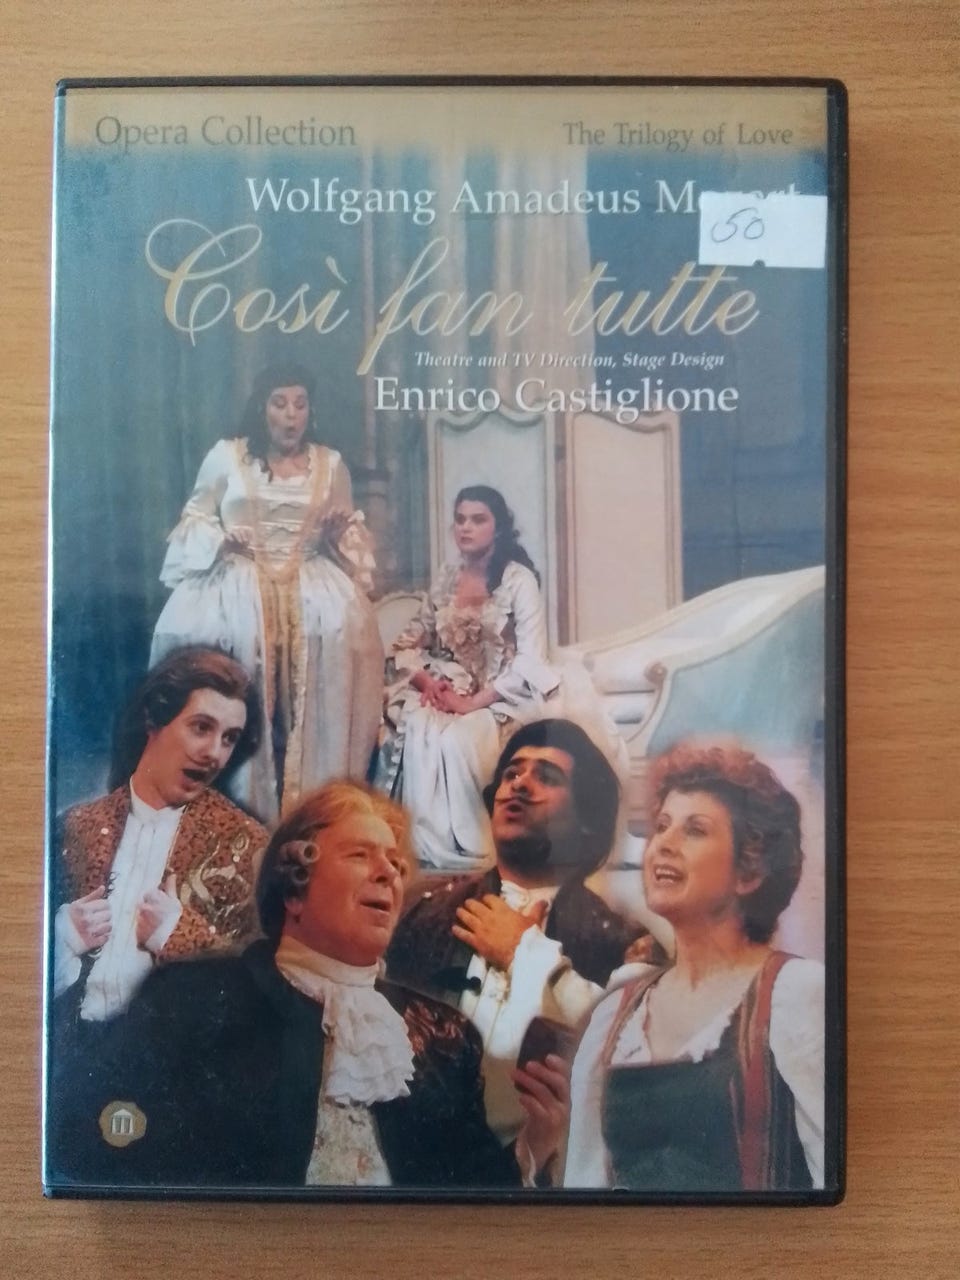 Opera Collection
The Trilogy of Love
Wolfgang Amadeus
50
Così fan tutte
Theatre and TV Direction, Stage Design
Enrico Castiglione